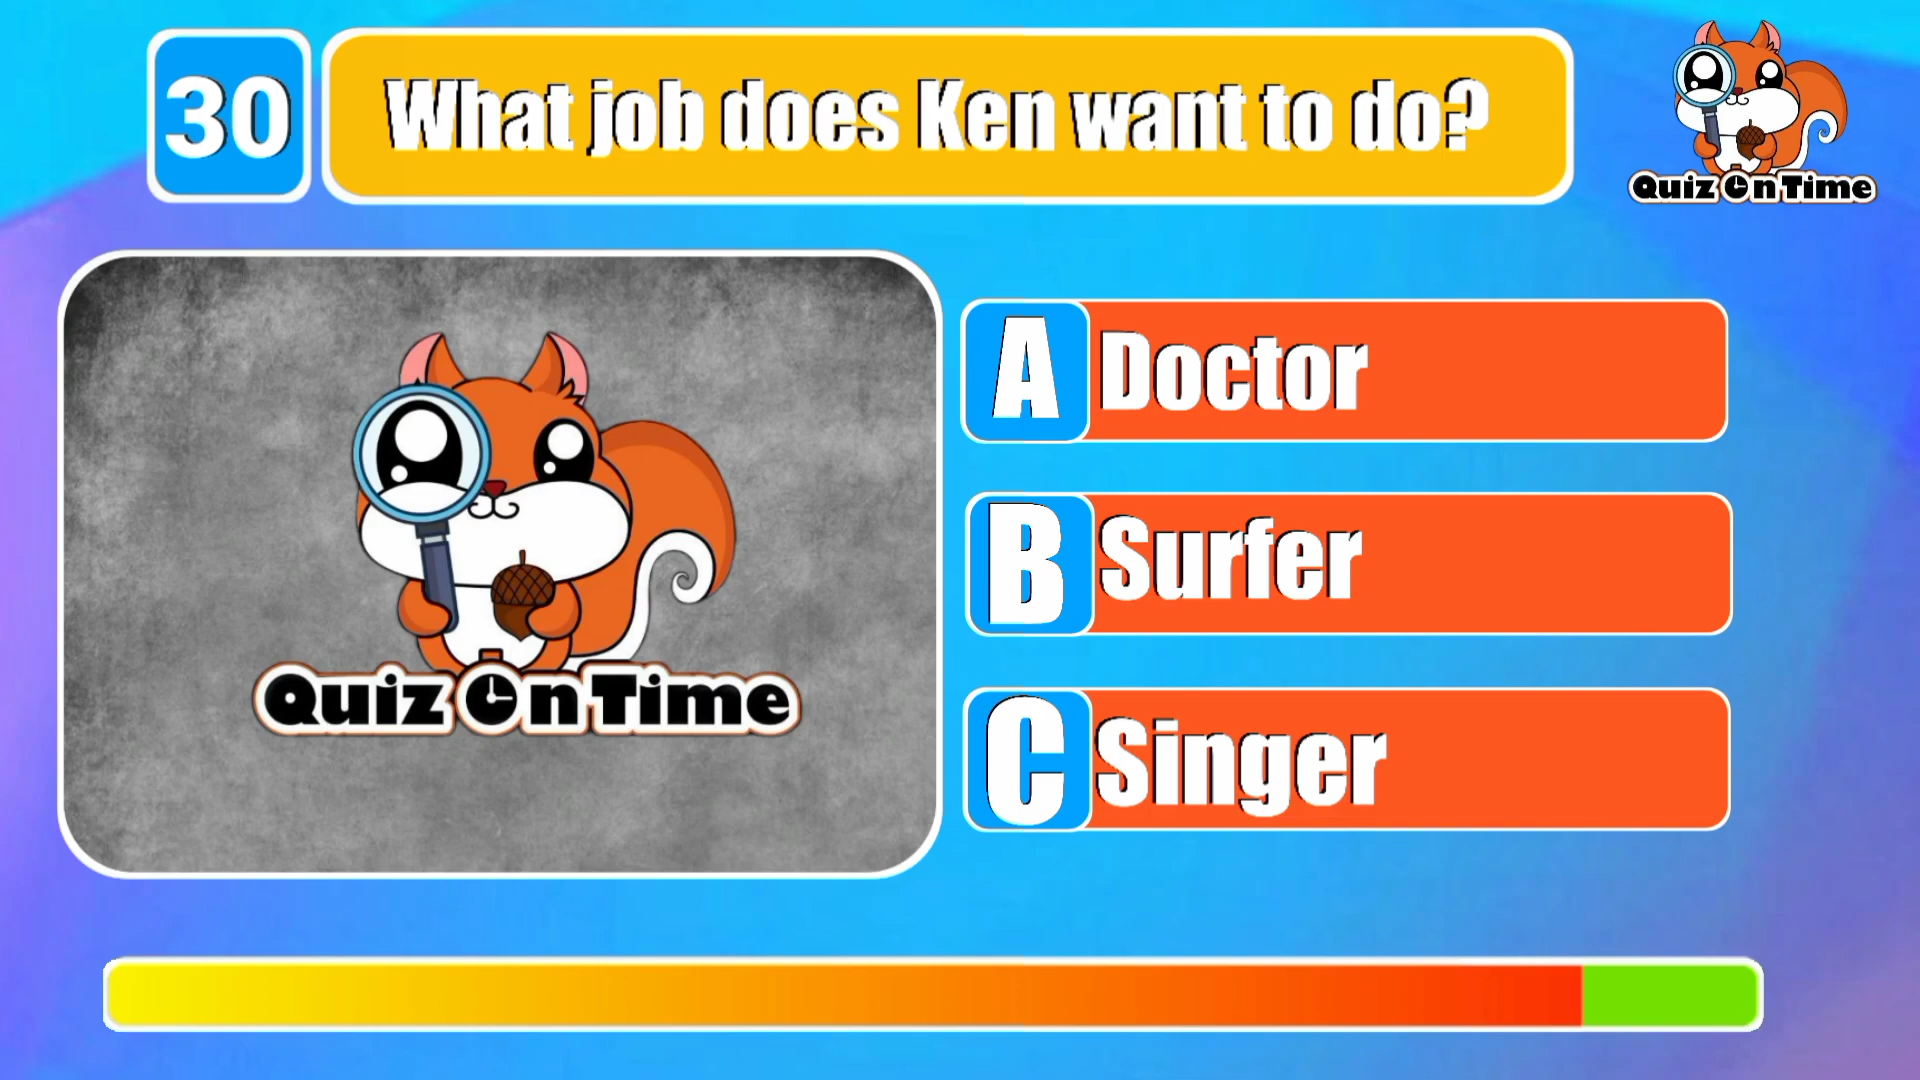 30
What job does Ken want to do?
Quiz On Time
A Doctor
B Surfer
C Singer
Quiz On Time